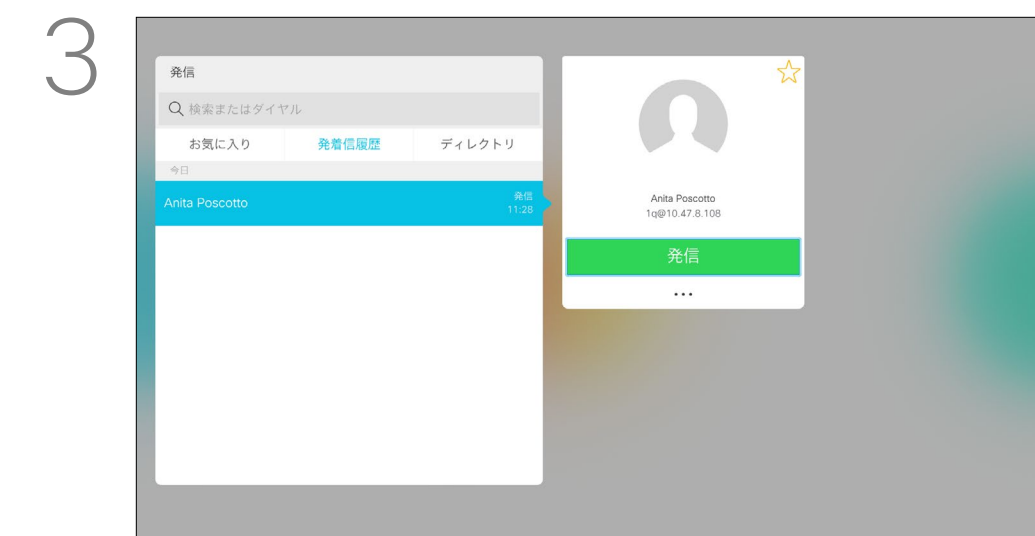 3
発信
検索またはダイヤル
お気に入り 発着信履歴 ディレクトリ
今日
Anita Poscotto 発信
11:28
Anita Poscotto
1q@10.47.8.108
発信
...